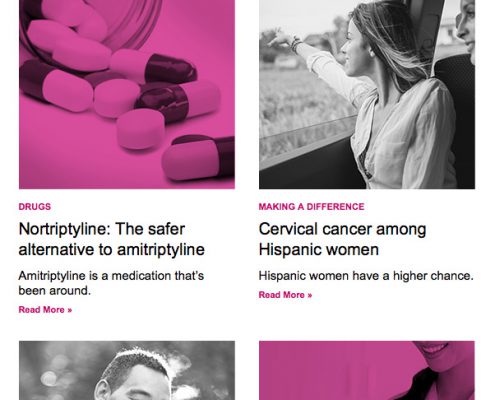 DRUGS
Nortriptyline: The safer
alternative to amitriptyline
Amitriptyline is a medication that's
been around.
Read More »
MAKING A DIFFERENCE
Cervical cancer among
Hispanic women
Hispanic women have a higher chance.
Read More »